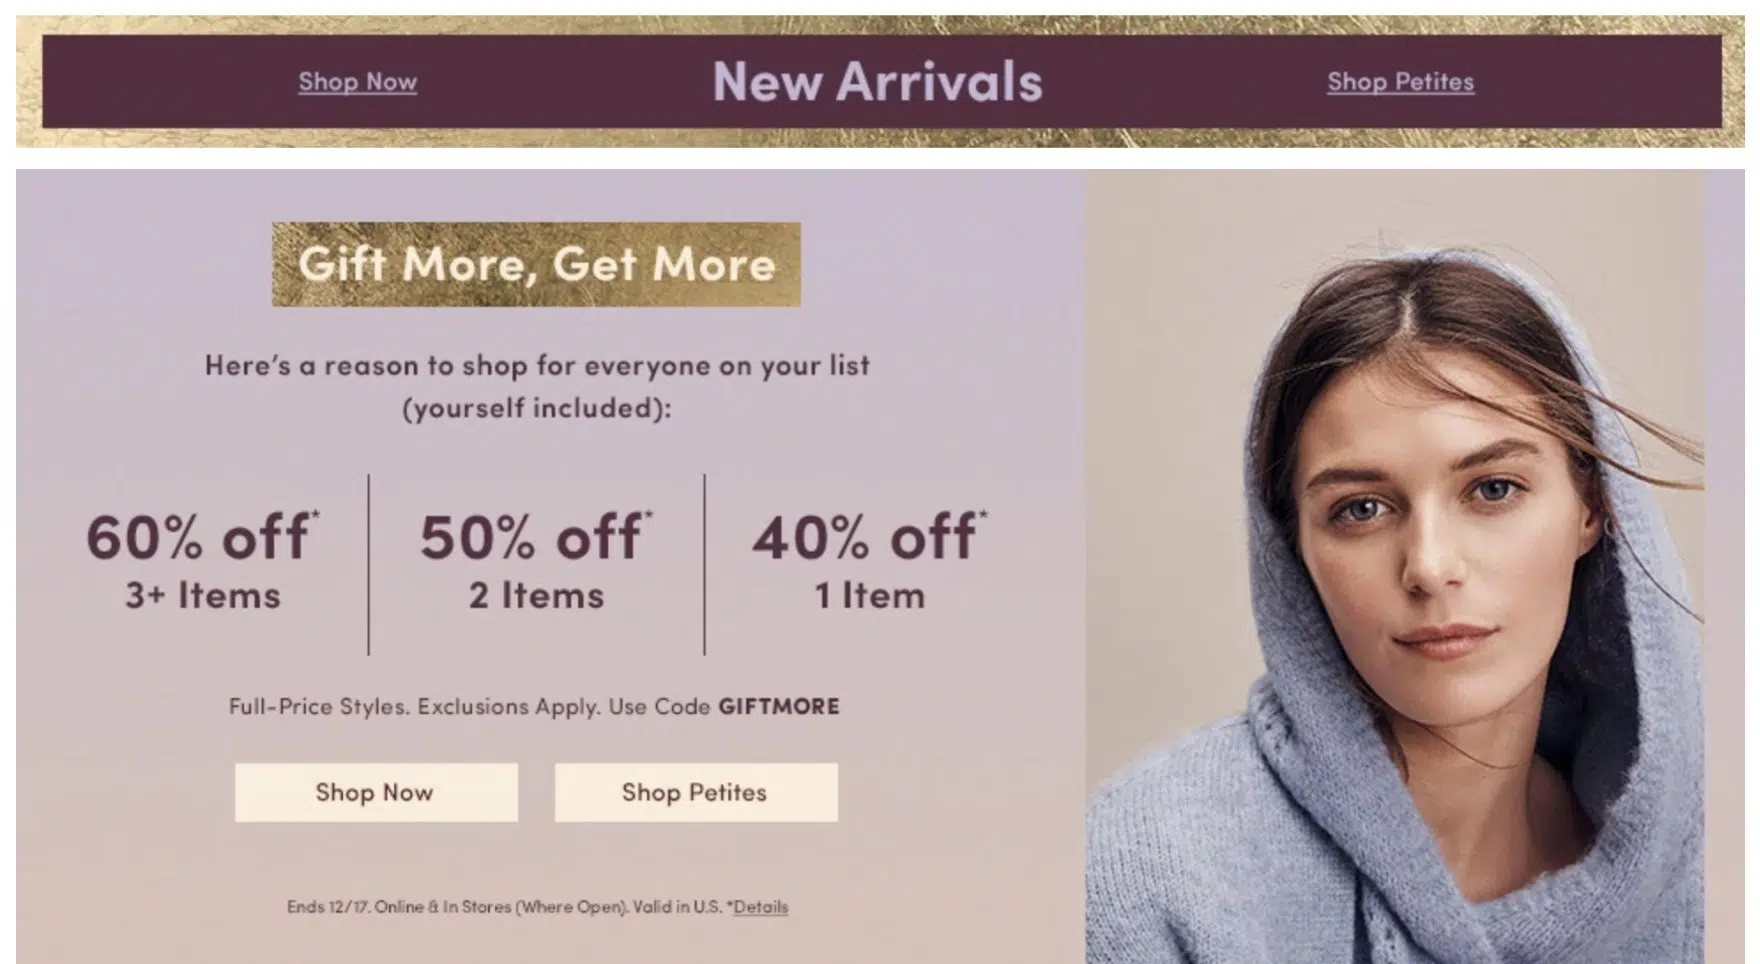 Shop Now
New Arrivals
Shop Petites
Gift More, Get More
Here's a reason to shop for everyone on your list
(yourself included):
60% off*
3+ Items
50% off*
2 Items
40% off*
1 Item
Full-Price Styles. Exclusions Apply. Use Code GIFTMORE
Shop Now
Shop Petites
Ends 12/17. Online & In Stores (Where Open). Valid in U.S. *Details